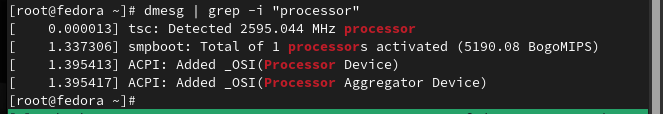 [root@fedora ~]# dmesg | grep -i "processor"
[    0.000013] tsc: Detected 2595.044 MHz processor
[    1.337306] smpboot: Total of 1 processors activated (5190.08 BogoMIPS)
[    1.395413] ACPI: Added _OSI(Processor Device)
[    1.395417] ACPI: Added _OSI(Processor Aggregator Device)
[root@fedora ~]#